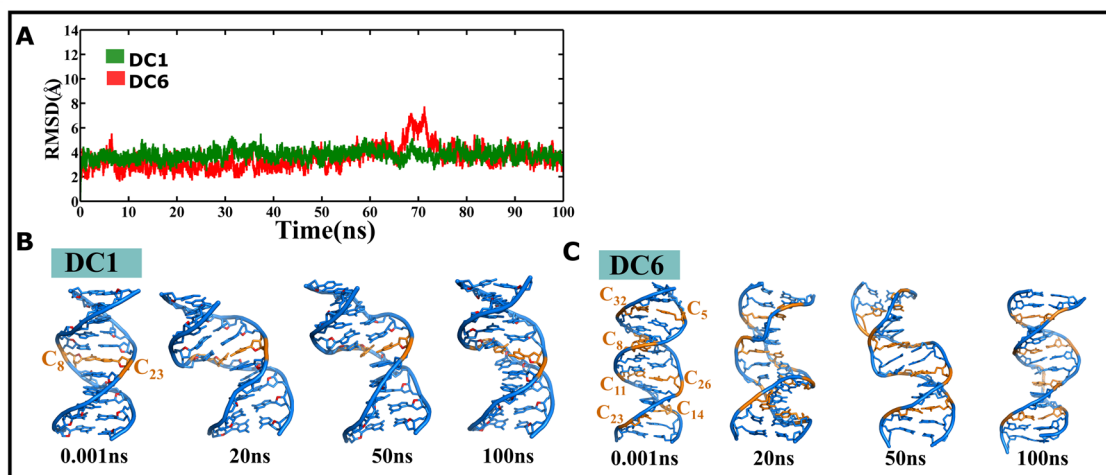 A
14
12
10
8
6
4
2
0
RMSD(Å)
DC1
DC6
0 10 20 30 40 50 60 70 80 90 100
Time(ns)
B
DC1
C8
C23
0.001ns 20ns 50ns 100ns
C
DC6
C32
C5
C8
C11
C26
C23
C14
0.001ns 20ns 50ns 100ns